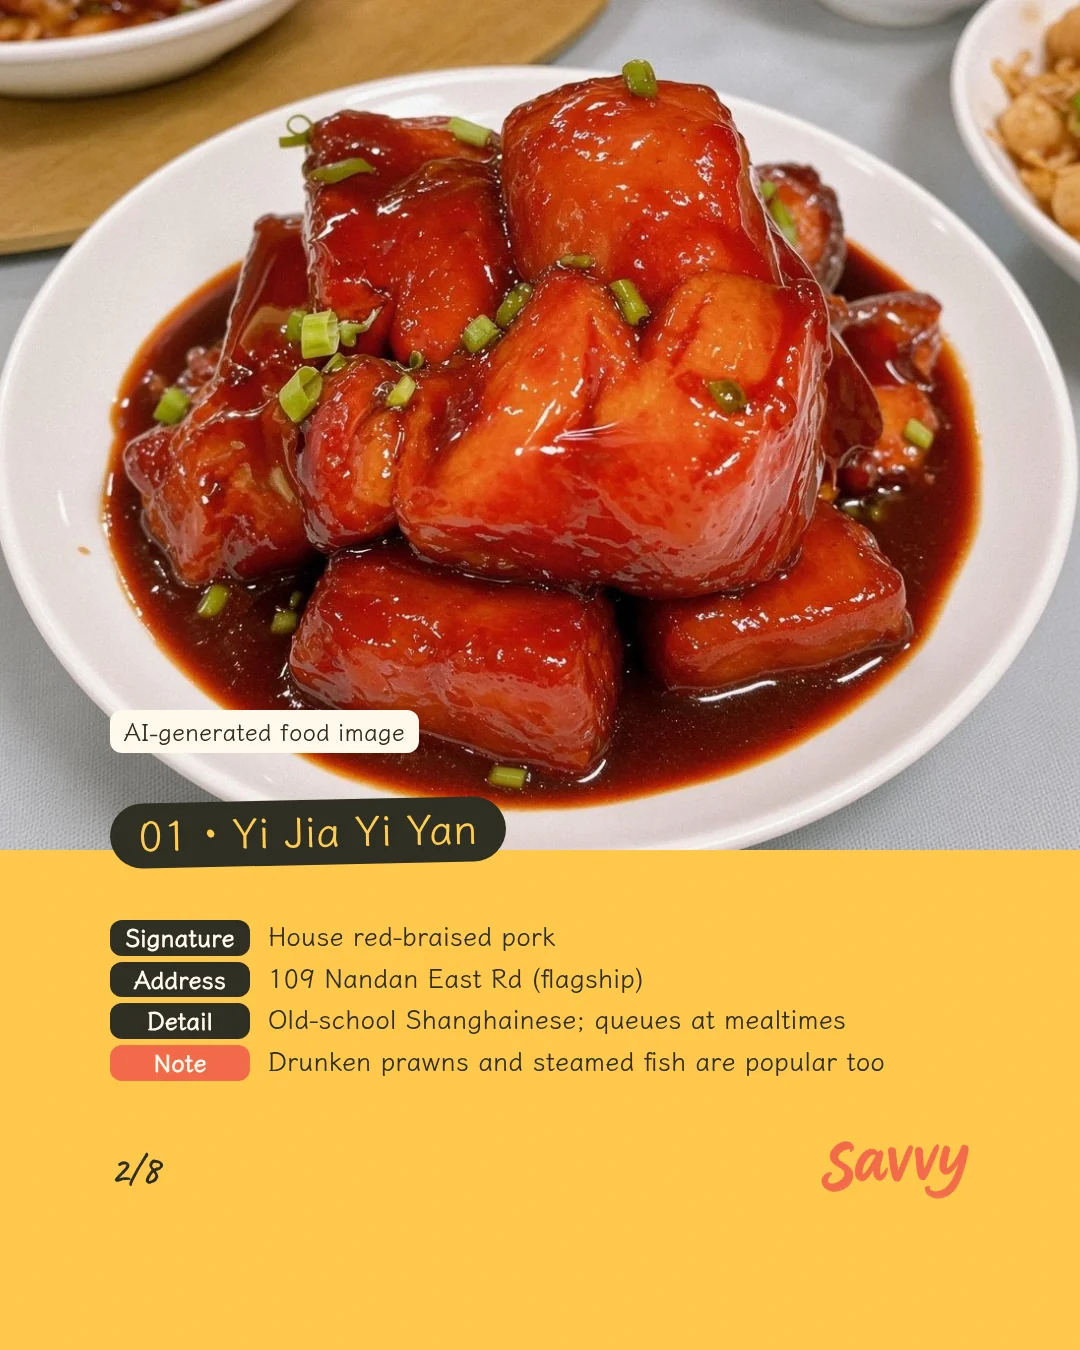 AI-generated food image
01 • Yi Jia Yi Yan
Signature House red-braised pork
Address 109 Nandan East Rd (flagship)
Detail Old-school Shanghainese; queues at mealtimes
Note Drunken prawns and steamed fish are popular too
2/8
Savvy